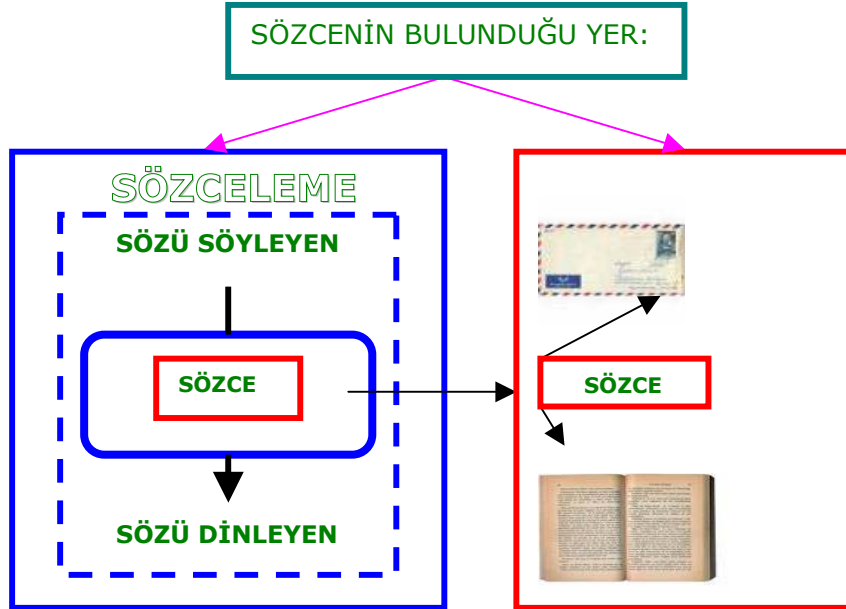 SÖZCENİN BULUNDUĞU YER:
SÖZCELEME
SÖZÜ SÖYLEYEN
SÖZCE
SÖZÜ DİNLEYEN
SÖZCE